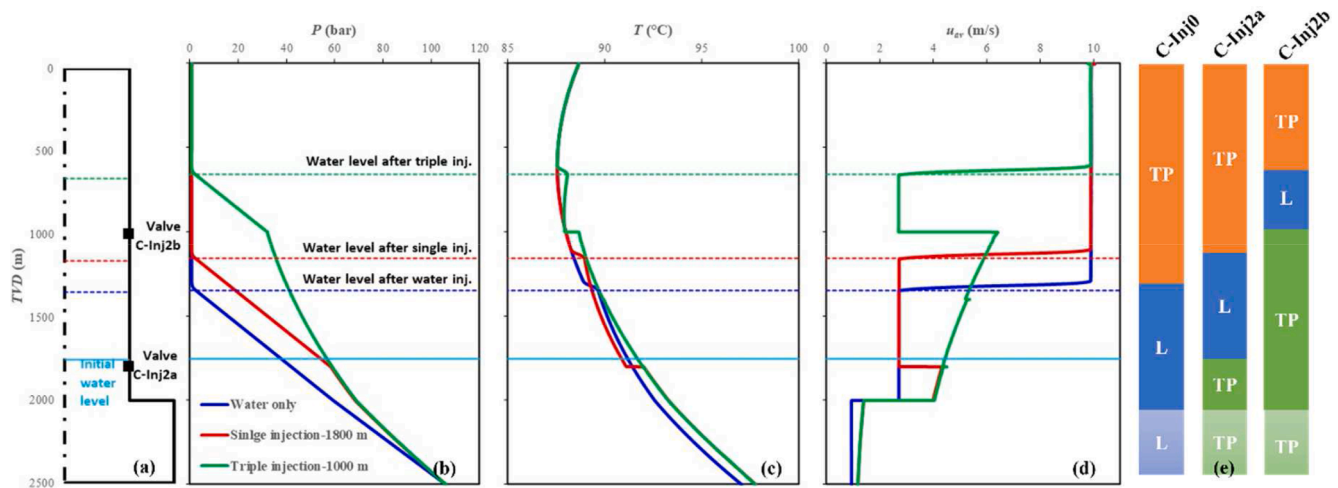 P (bar)
T (°C)
u_gv (m/s)
C-Inj0
C-Inj2a
C-Inj2b
0 20 40 60 80 100 120
85 90 95 100
0 2 4 6 8 10
TVD (m)
0
500
1000
1500
2000
2500
Valve
C-Inj2b
Valve
C-Inj2a
Initial
water
level
(a)
Water level after triple inj.
Water level after single inj.
Water level after water inj.
Water only
Sinlge injection-1800 m
Triple injection-1000 m
(b)
(c)
(d)
TP
L
L
TP
L
TP
TP
TP
L
TP
TP
(e)